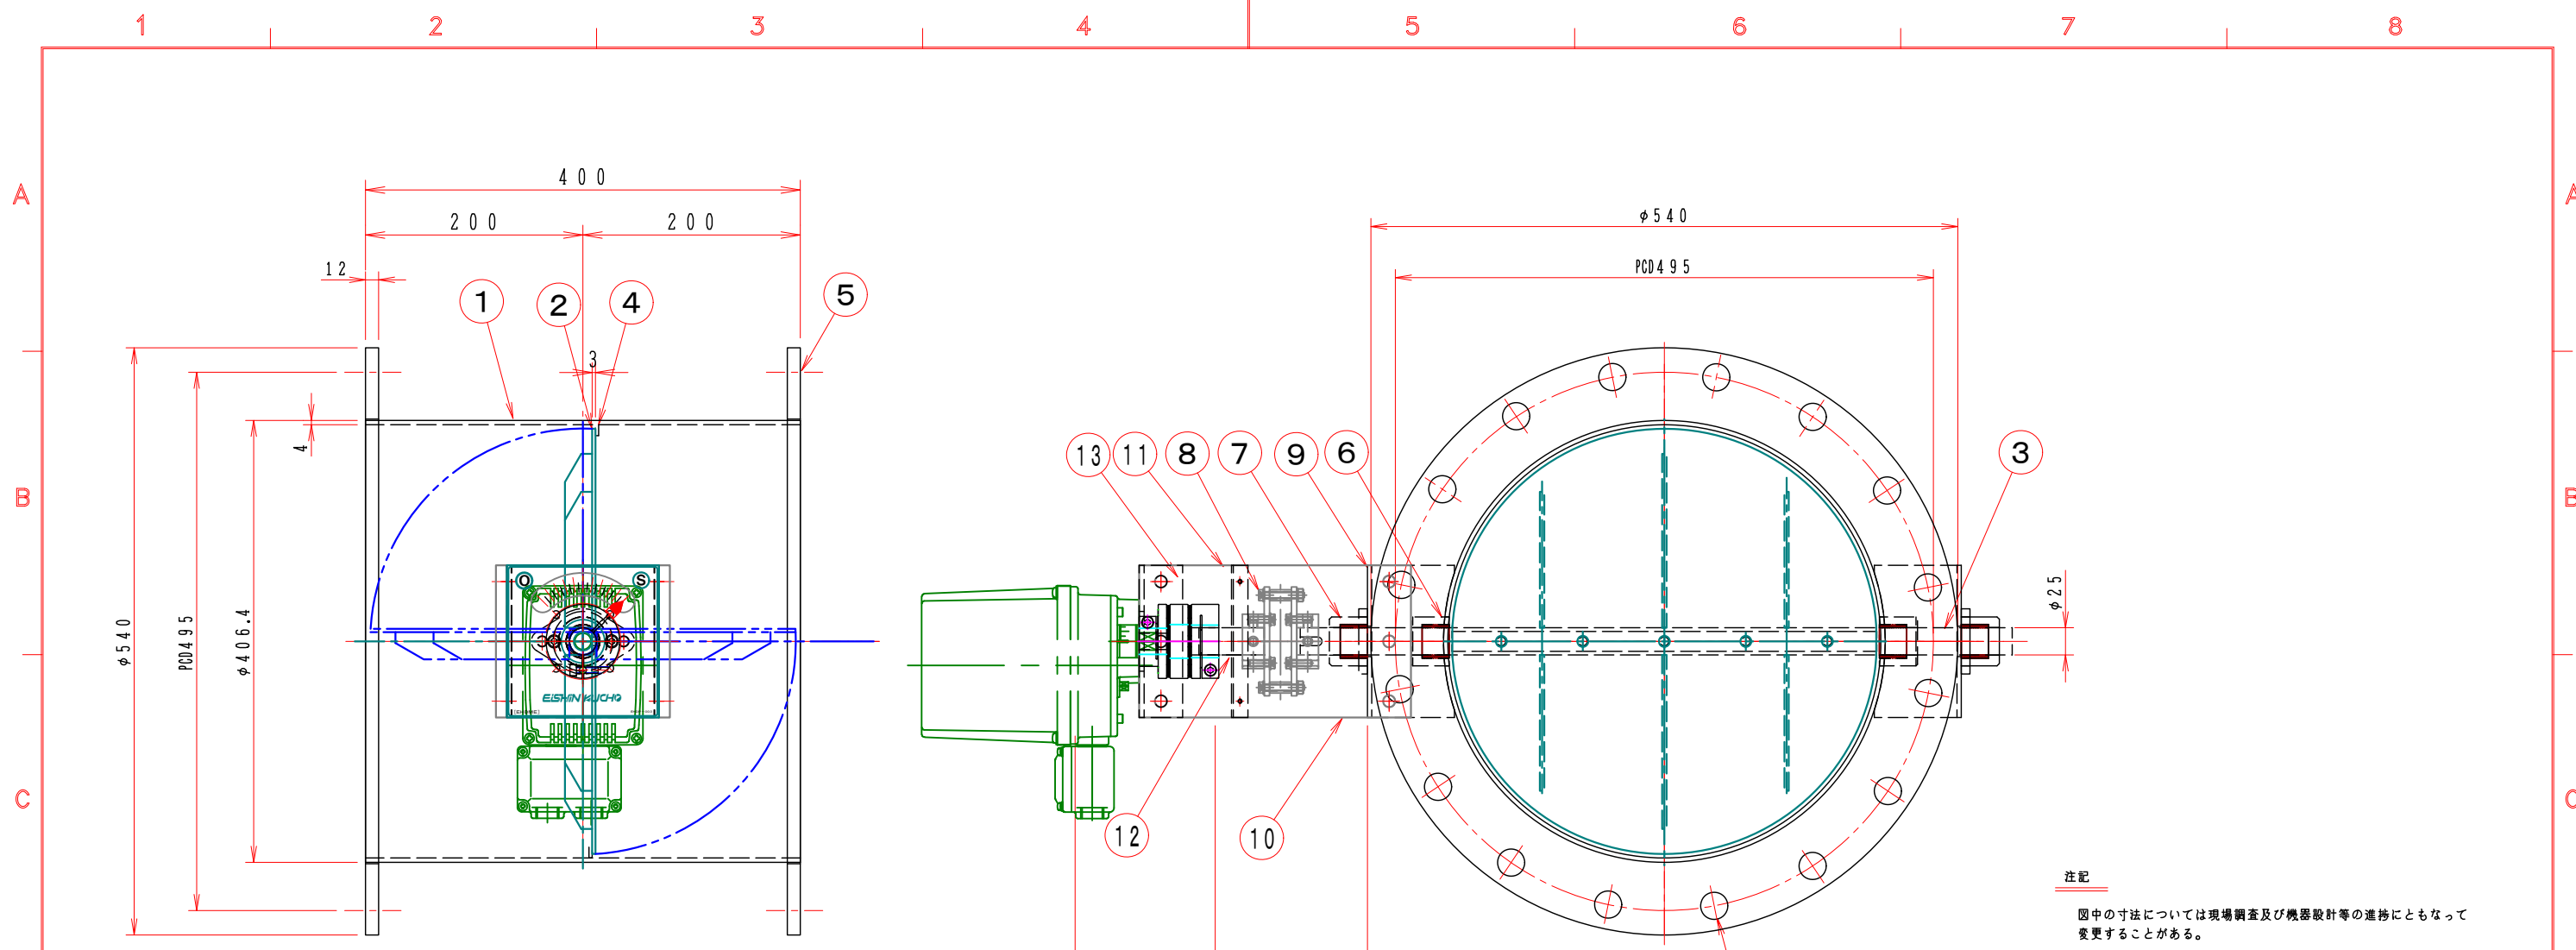 1 2 3 4 5 6 7 8
A A
400
200 200
φ540
12
PCD495
1 2 4 5
3
4
13 11 8 7 9 6 3
B B
O S
φ25
φ540
PCD495
φ406.4
EISHIN KUCHO
C C
12 10
注記
図中の寸法については現場調査及び機器設計等の進捗にともなって
変更することがある。